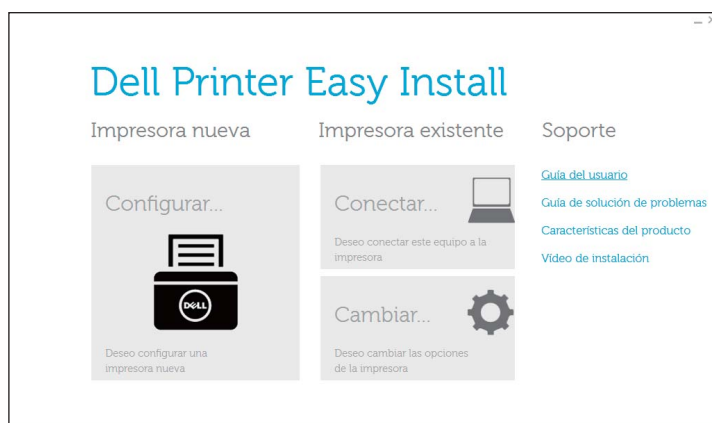 Dell Printer Easy Install
Impresora nueva
Configurar...
DELL
Deseo configurar una
impresora nueva
Impresora existente
Conectar...
Deseo conectar este equipo a la
impresora
Cambiar...
Deseo cambiar las opciones
de la impresora
Soporte
Guía del usuario
Guía de solución de problemas
Características del producto
Vídeo de instalación